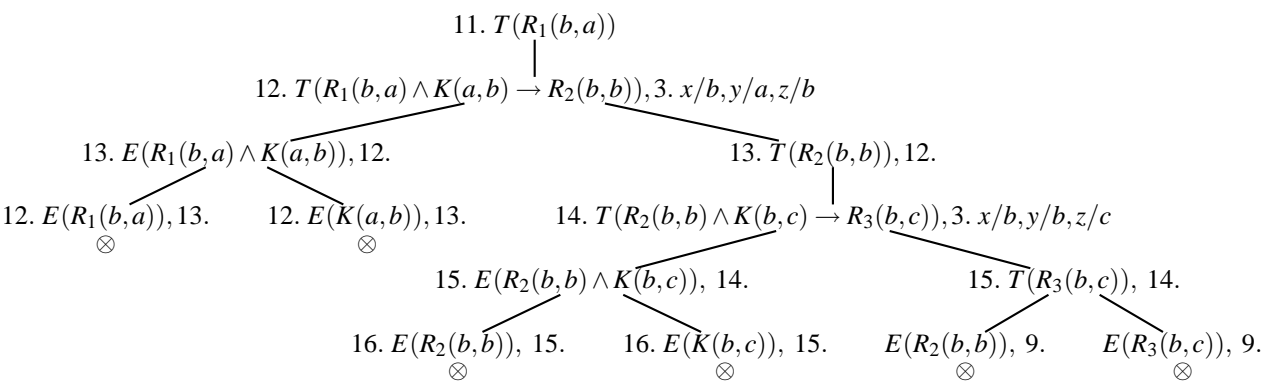 11. T(R₁(b,a))
12. T(R₁(b,a) ∧ K(a,b) → R₂(b,b)), 3. x/b, y/a, z/b
13. E(R₁(b,a) ∧ K(a,b)), 12. 13. T(R₂(b,b)), 12.
12. E(R₁(b,a)), 13. 12. E(K(a,b)), 13. 14. T(R₂(b,b) ∧ K(b,c) → R₃(b,c)), 3. x/b, y/b, z/c
⊗ ⊗
15. E(R₂(b,b) ∧ K(b,c)), 14. 15. T(R₃(b,c)), 14.
16. E(R₂(b,b)), 15. 16. E(K(b,c)), 15. E(R₂(b,b)), 9. E(R₃(b,c)), 9.
⊗ ⊗ ⊗ ⊗